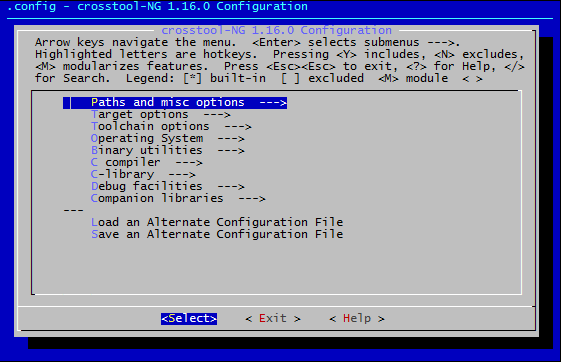 .config - crosstool-NG 1.16.0 Configuration
crosstool-NG 1.16.0 Configuration
Arrow keys navigate the menu.  <Enter> selects submenus --->.
Highlighted letters are hotkeys.  Pressing <Y> includes, <N> excludes,
<M> modularizes features.  Press <Esc><Esc> to exit, <?> for Help, </>
for Search.  Legend: [*] built-in  [ ] excluded  <M> module  < >
Paths and misc options  --->
Target options  --->
Toolchain options  --->
Operating System  --->
Binary utilities  --->
C compiler  --->
C-library  --->
Debug facilities  --->
Companion libraries  --->
---
Load an Alternate Configuration File
Save an Alternate Configuration File
<Select>    < Exit >    < Help >